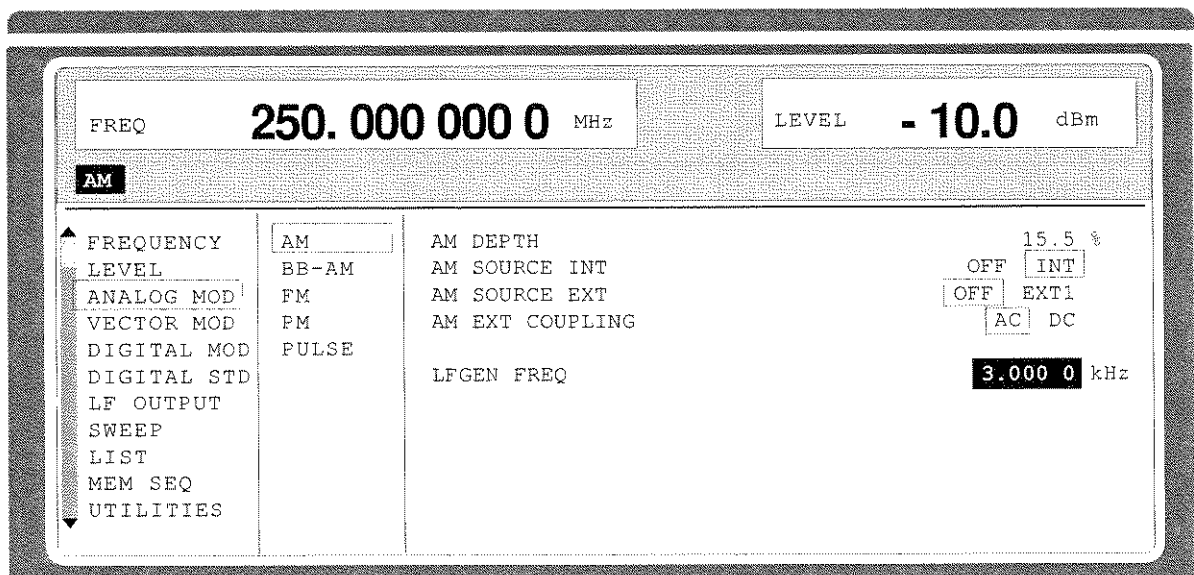 FREQ 250. 000 000 0 MHz LEVEL - 10.0 dBm
AM
FREQUENCY AM AM DEPTH 15.5 %
LEVEL BB-AM AM SOURCE INT OFF INT
ANALOG MOD FM AM SOURCE EXT OFF EXT1
VECTOR MOD PM AM EXT COUPLING AC DC
DIGITAL MOD PULSE
DIGITAL STD LFGEN FREQ 3.000 0 kHz
LF OUTPUT
SWEEP
LIST
MEM SEQ
UTILITIES